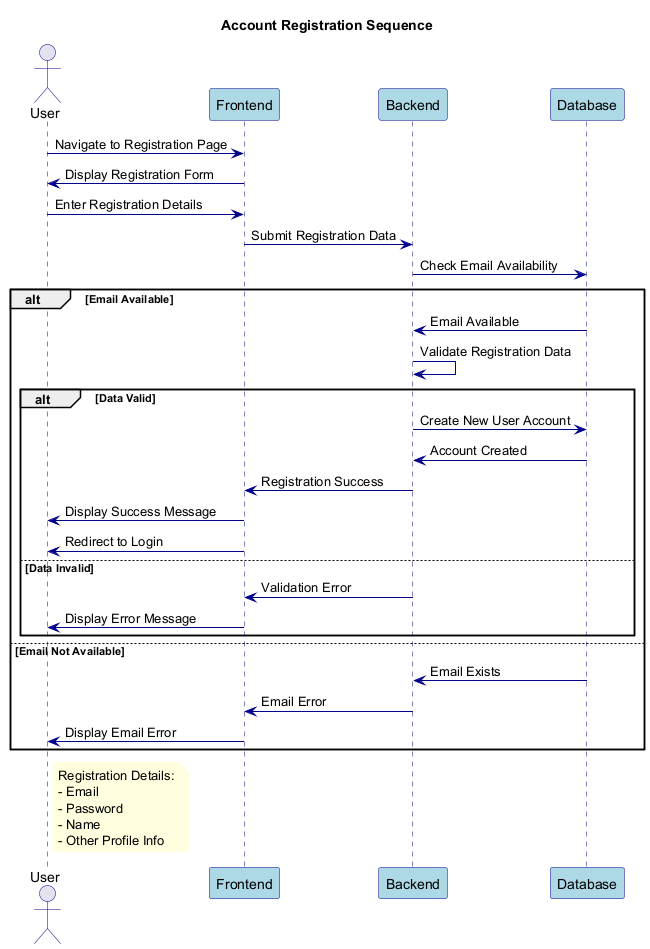 Account Registration Sequence
User
Frontend
Backend
Database
Navigate to Registration Page
Display Registration Form
Enter Registration Details
Submit Registration Data
Check Email Availability
alt
[Email Available]
Email Available
Validate Registration Data
alt
[Data Valid]
Create New User Account
Account Created
Registration Success
Display Success Message
Redirect to Login
[Data Invalid]
Validation Error
Display Error Message
[Email Not Available]
Email Exists
Email Error
Display Email Error
Registration Details:
- Email
- Password
- Name
- Other Profile Info
User
Frontend
Backend
Database